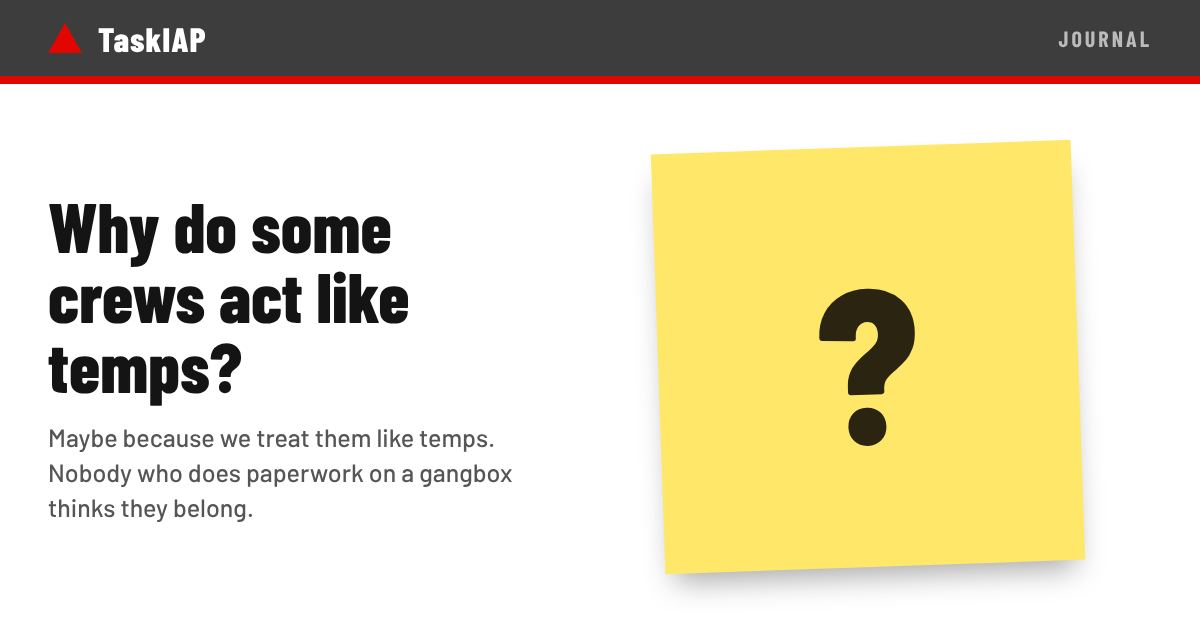 TaskIAP
JOURNAL
Why do some
crews act like
temps?
Maybe because we treat them like temps.
Nobody who does paperwork on a gangbox
thinks they belong.
?